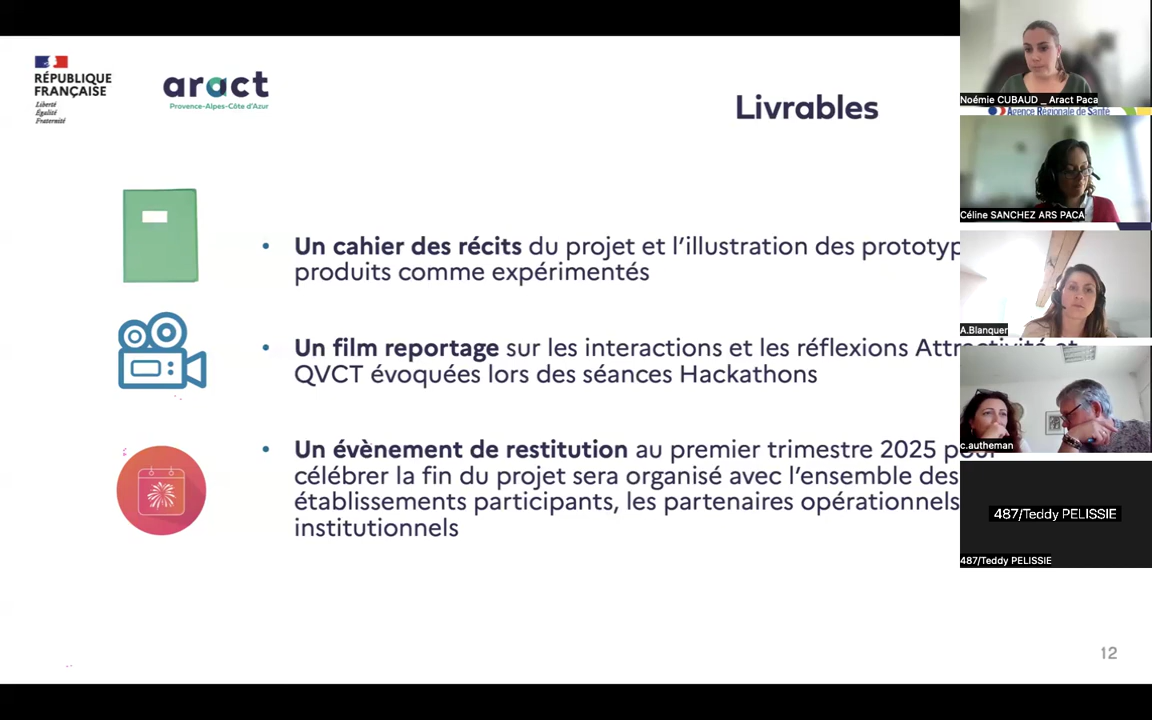 RÉPUBLIQUE
FRANÇAISE
Liberté
Égalité
Fraternité
aract
Provence-Alpes-Côte d'Azur
Livrables
• Un cahier des récits du projet et l'illustration des prototyp
produits comme expérimentés
• Un film reportage sur les interactions et les réflexions Attractivité et
QVCT évoquées lors des séances Hackathons
• Un évènement de restitution au premier trimestre 2025 pour
célébrer la fin du projet sera organisé avec l'ensemble des
établissements participants, les partenaires opérationnels
institutionnels
12
Noémie CUBAUD _ Aract Paca
Agence Régionale de Santé
Céline SANCHEZ ARS PACA
A.Blanquer
c.autheman
487/Teddy PELISSIE
487/Teddy PELISSIE